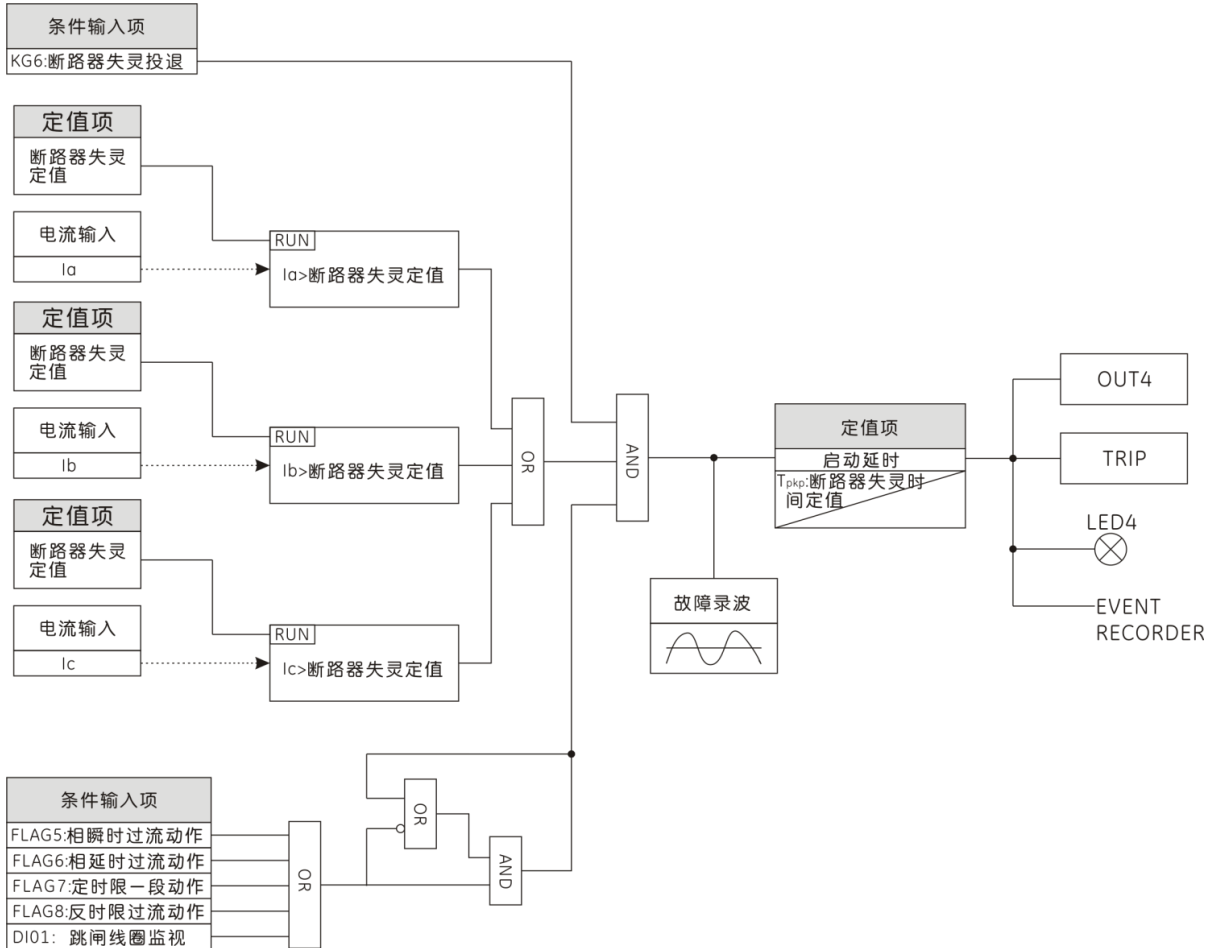 条件输入项
KG6:断路器失灵投退
定值项
断路器失灵
定值
电流输入
Ia
RUN
Ia>断路器失灵定值
定值项
断路器失灵
定值
电流输入
Ib
RUN
Ib>断路器失灵定值
定值项
断路器失灵
定值
电流输入
Ic
RUN
Ic>断路器失灵定值
OR
AND
定值项
启动延时
Tpkp:断路器失灵时
间定值
故障录波
OUT4
TRIP
LED4
EVENT
RECORDER
条件输入项
FLAG5:相瞬时过流动作
FLAG6:相延时过流动作
FLAG7:定时限一段动作
FLAG8:反时限过流动作
DI01: 跳闸线圈监视
OR
OR
AND